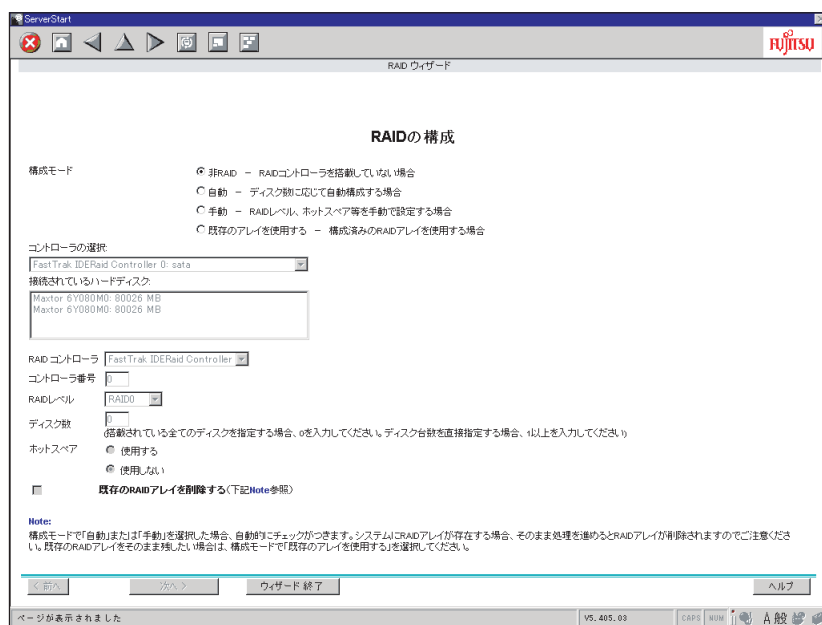 ServerStart
FUJITSU
RAID ウィザード
RAIDの構成
構成モード
非RAID － RAIDコントローラを搭載していない場合
自動 － ディスク数に応じて自動構成する場合
手動 － RAIDレベル、ホットスペア等を手動で設定する場合
既存のアレイを使用する － 構成済みのRAIDアレイを使用する場合
コントローラの選択:
FastTrak IDERaid Controller 0: sata
接続されているハードディスク:
Maxtor 6Y080M0: 80026 MB
Maxtor 6Y080M0: 80026 MB
RAID コントローラ FastTrak IDERaid Controller
コントローラ番号 0
RAIDレベル RAID0
ディスク数 0
(搭載されている全てのディスクを指定する場合、0を入力してください。ディスク台数を直接指定する場合、1以上を入力してください)
ホットスペア 使用する
使用しない
既存のRAIDアレイを削除する(下記Note参照)
Note:
構成モードで「自動」または「手動」を選択した場合、自動的にチェックがつきます。システムにRAIDアレイが存在する場合、そのまま処理を進めるとRAIDアレイが削除されますのでご注意くださ
い。既存のRAIDアレイをそのまま残したい場合は、構成モードで「既存のアレイを使用する」を選択してください。
< 前へ 次へ > ウィザード 終了 ヘルプ
ページが表示されました V5.405.03 CAPS NUM A 般